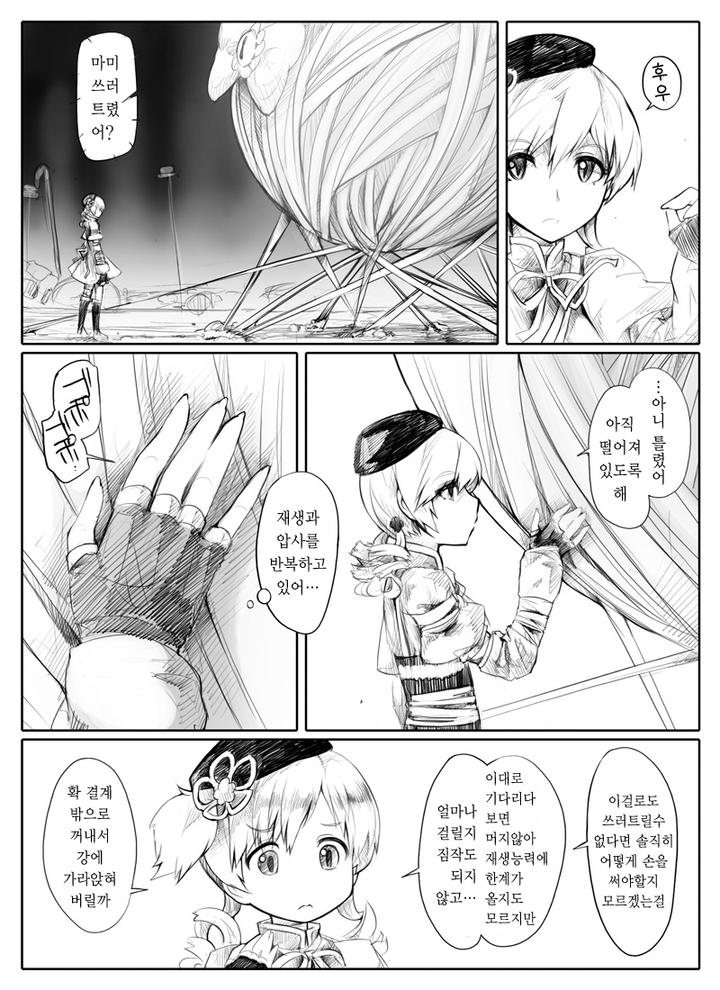 후
우
마미
쓰러
트렸
어?
…아니 틀렸어
아직
떨어져
있도록
해
재생과
압사를
반복하고
있어…
이걸로도
쓰러트릴수
없다면 솔직히
어떻게 손을
써야할지
모르겠는걸
이대로
기다리다
보면
머지않아
재생능력에
한계가
올지도
모르지만
얼마나
걸릴지
짐작도
되지
않고…
확 결계
밖으로
꺼내서
강에
가라앉혀
버릴까